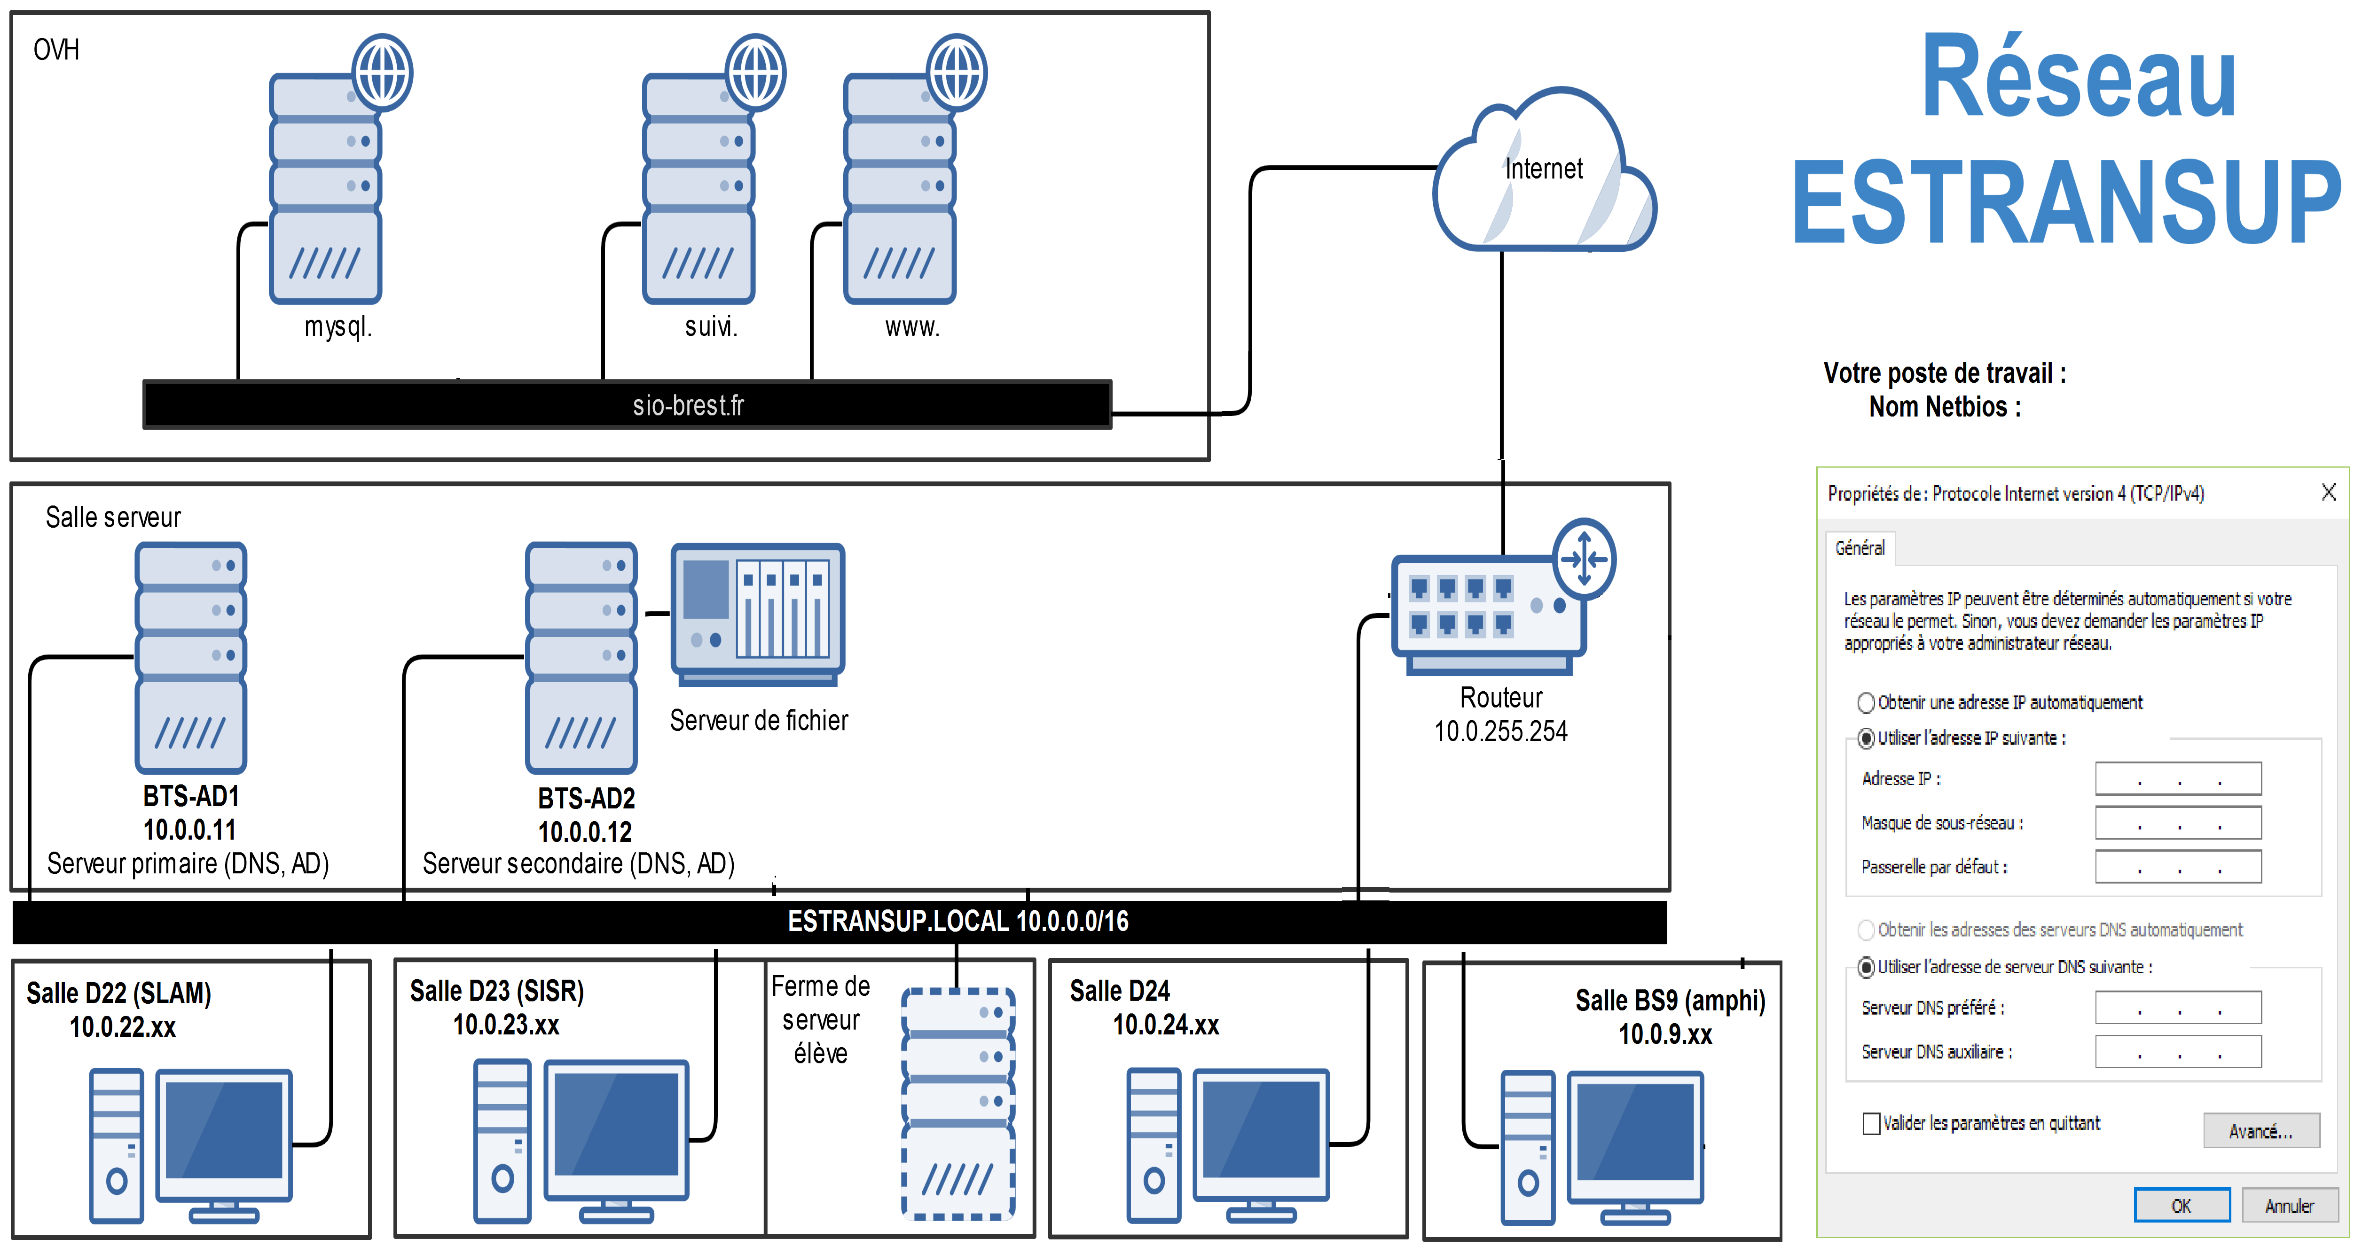 OVH
mysql.
suivi.
www.
sio-brest.fr
Internet
Réseau
ESTRANSUP
Votre poste de travail :
Nom Netbios :
Salle serveur
BTS-AD1
10.0.0.11
Serveur primaire (DNS, AD)
BTS-AD2
10.0.0.12
Serveur secondaire (DNS, AD)
Serveur de fichier
Routeur
10.0.255.254
ESTRANSUP.LOCAL 10.0.0.0/16
Salle D22 (SLAM)
10.0.22.xx
Salle D23 (SISR)
10.0.23.xx
Ferme de
serveur
élève
Salle D24
10.0.24.xx
Salle BS9 (amphi)
10.0.9.xx
Propriétés de : Protocole Internet version 4 (TCP/IPv4)
Général
Les paramètres IP peuvent être déterminés automatiquement si votre
réseau le permet. Sinon, vous devez demander les paramètres IP
appropriés à votre administrateur réseau.
Obtenir une adresse IP automatiquement
Utiliser l'adresse IP suivante :
Adresse IP :
Masque de sous-réseau :
Passerelle par défaut :
Obtenir les adresses des serveurs DNS automatiquement
Utiliser l'adresse de serveur DNS suivante :
Serveur DNS préféré :
Serveur DNS auxiliaire :
Valider les paramètres en quittant
Avancé...
OK
Annuler